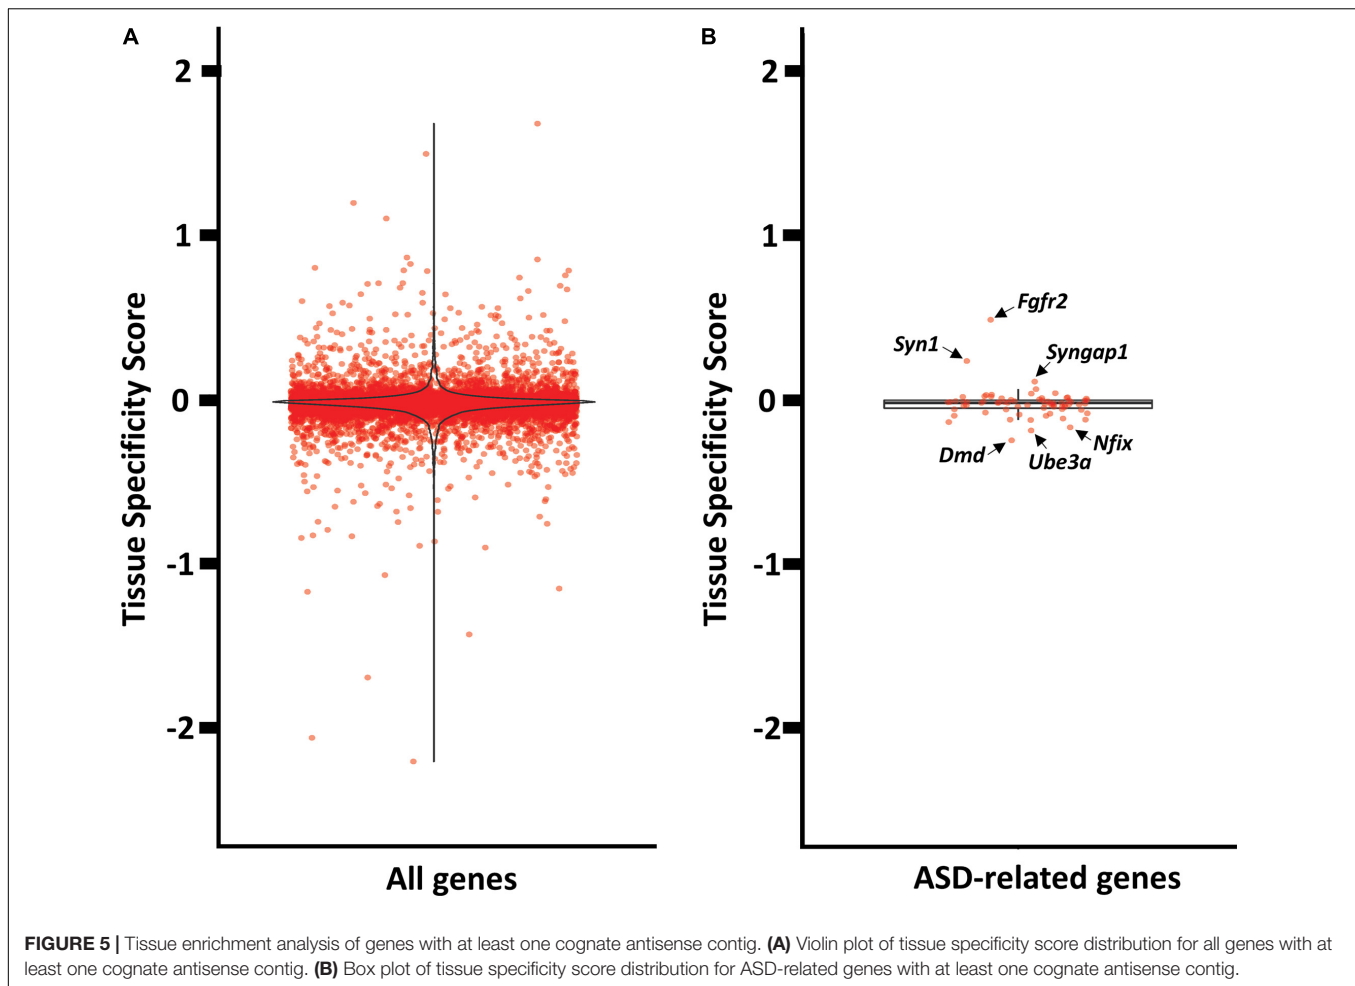 A
B
2
1
0
-1
-2
Tissue Specificity Score
All genes
2
1
0
-1
-2
Tissue Specificity Score
Fgfr2
Syn1
Syngap1
Dmd
Ube3a
Nfix
ASD-related genes
FIGURE 5 | Tissue enrichment analysis of genes with at least one cognate antisense contig. (A) Violin plot of tissue specificity score distribution for all genes with at
least one cognate antisense contig. (B) Box plot of tissue specificity score distribution for ASD-related genes with at least one cognate antisense contig.